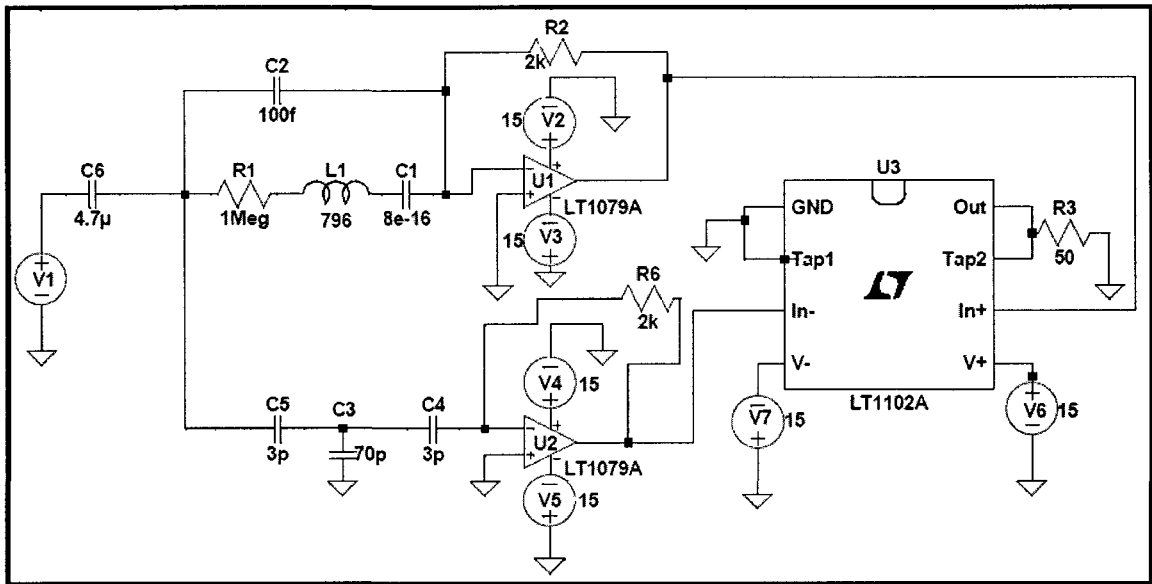 R2
2k
C2
100f
15
V2
R1
1Meg
L1
796
C1
8e-16
U1
LT1079A
15
V3
C6
4.7µ
V1
U3
GND
Out
Tap1
Tap2
In-
In+
V-
V+
LT1102A
R3
50
R6
2k
V4
15
C5
3p
C3
70p
C4
3p
U2
LT1079A
V5
15
V7
15
V6
15